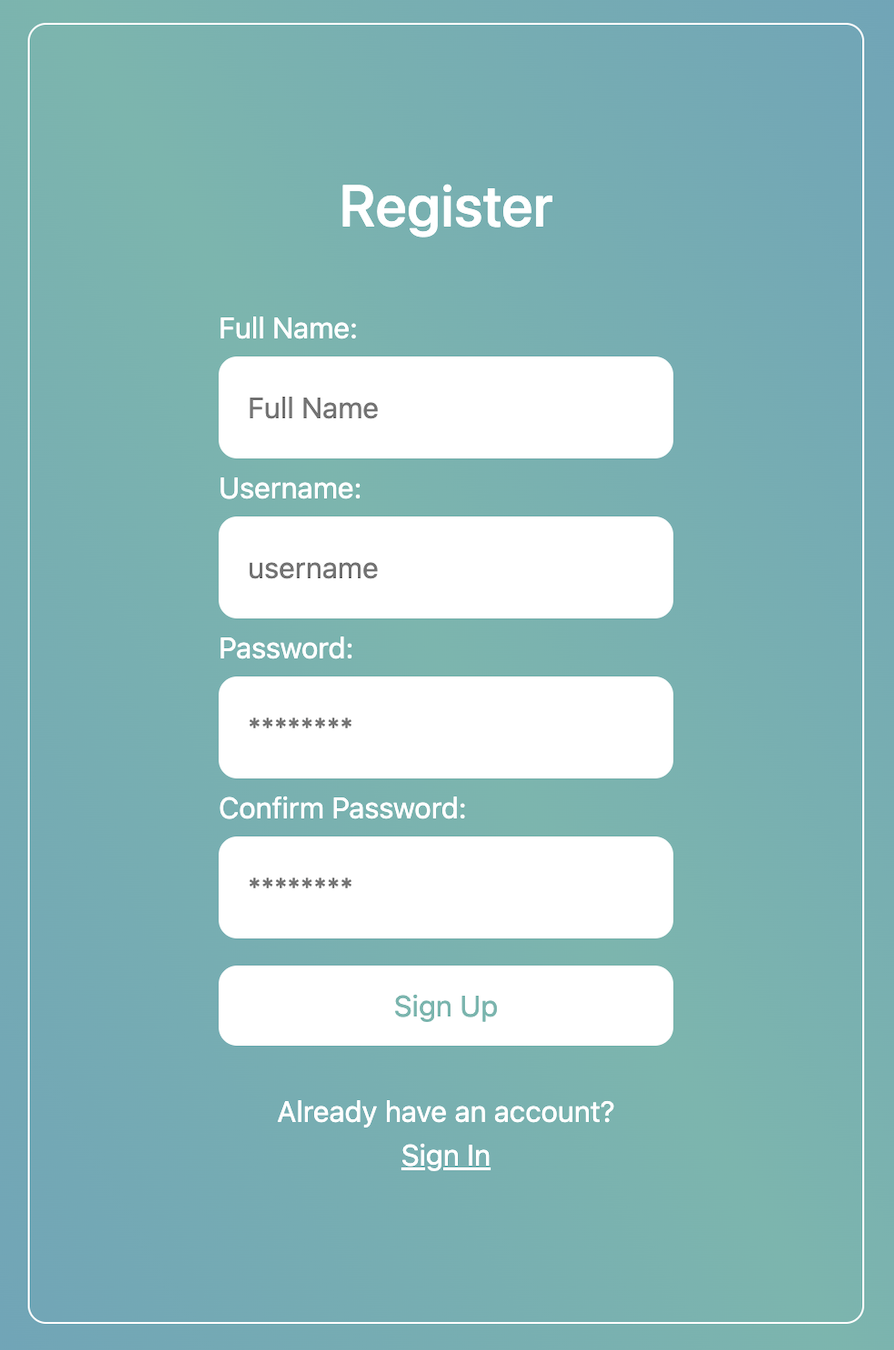 Register
Full Name:
Full Name
Username:
username
Password:
********
Confirm Password:
********
Sign Up
Already have an account?
Sign In